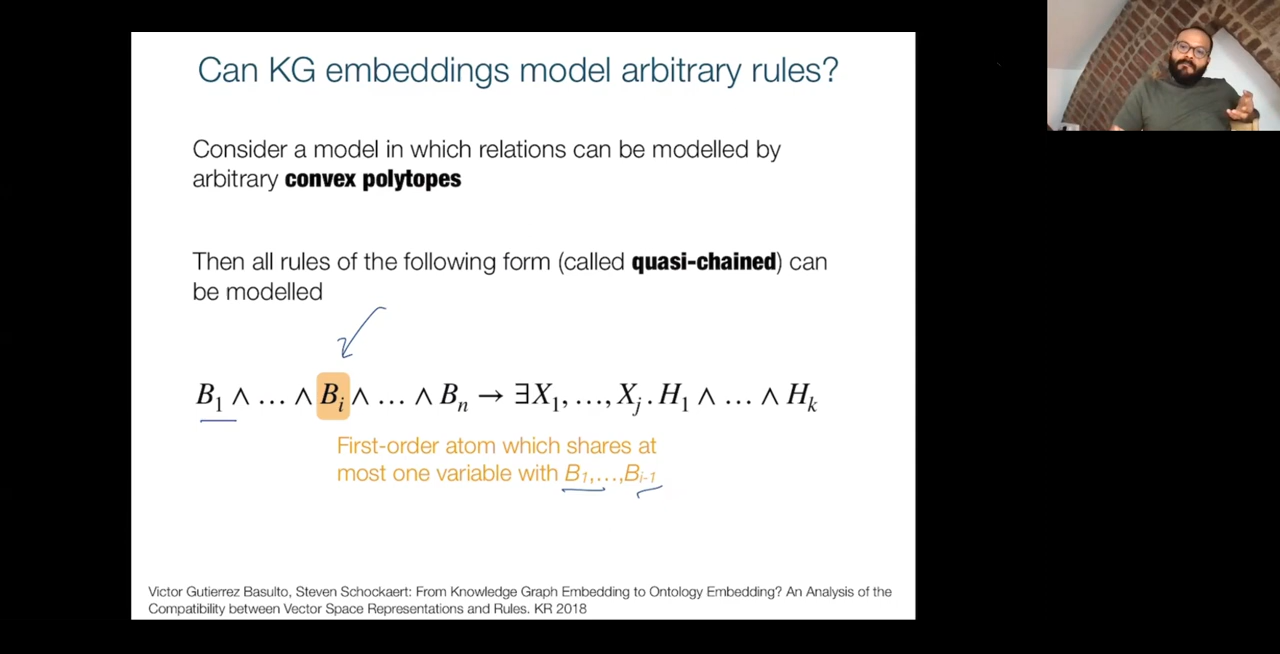 Can KG embeddings model arbitrary rules?
Consider a model in which relations can be modelled by
arbitrary convex polytopes
Then all rules of the following form (called quasi-chained) can
be modelled
B₁ ∧ … ∧ Bᵢ ∧ … ∧ Bₙ → ∃X₁, …, Xⱼ . H₁ ∧ … ∧ Hₖ
First-order atom which shares at
most one variable with B₁,…,Bᵢ₋₁
Victor Gutierrez Basulto, Steven Schockaert: From Knowledge Graph Embedding to Ontology Embedding? An Analysis of the
Compatibility between Vector Space Representations and Rules. KR 2018